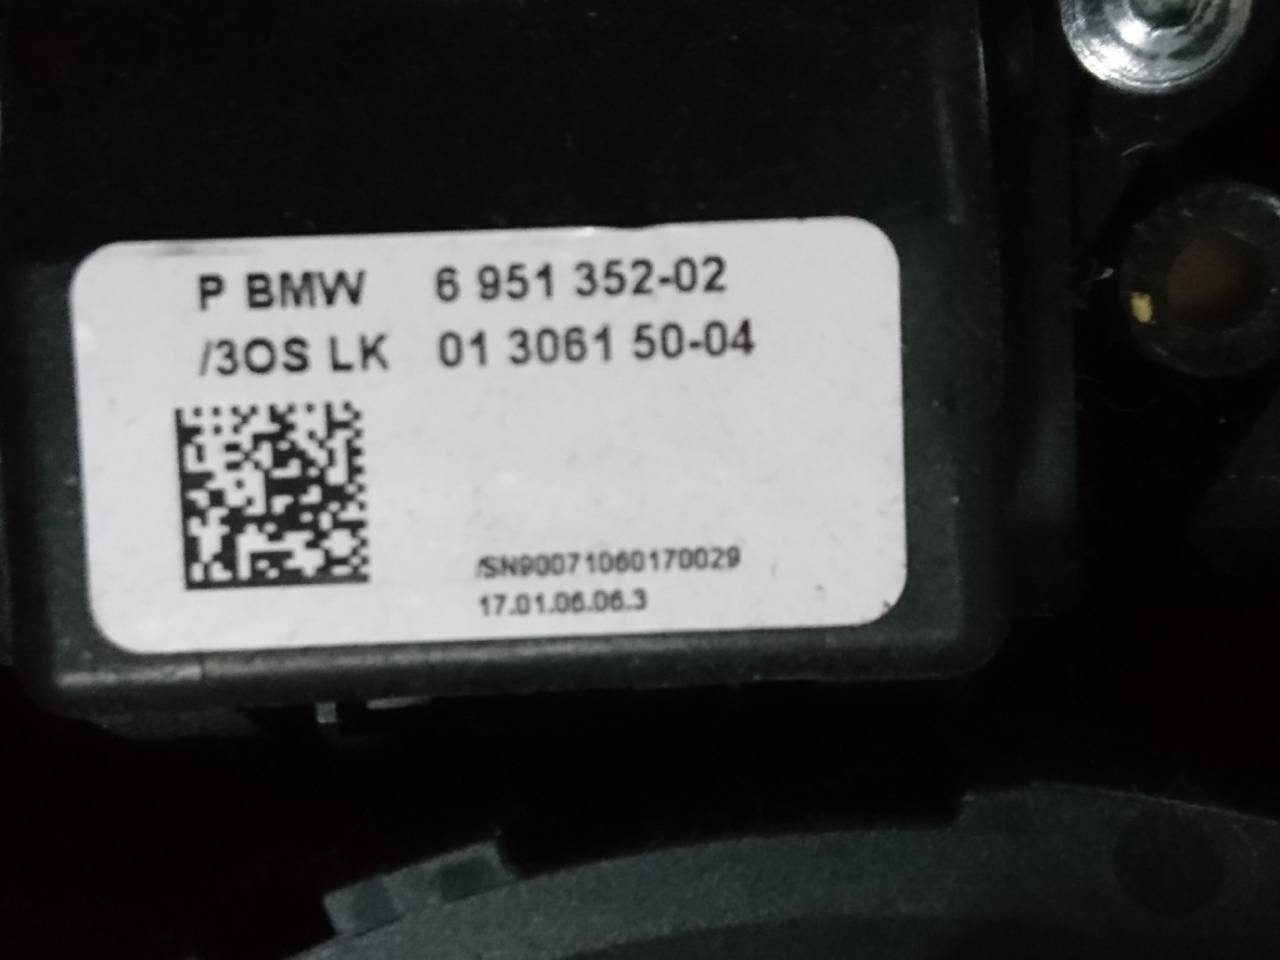 P BMW 6 951 352-02
/3OS LK 01 3061 50-04
/SN90071060170029
17.01.06.06.3